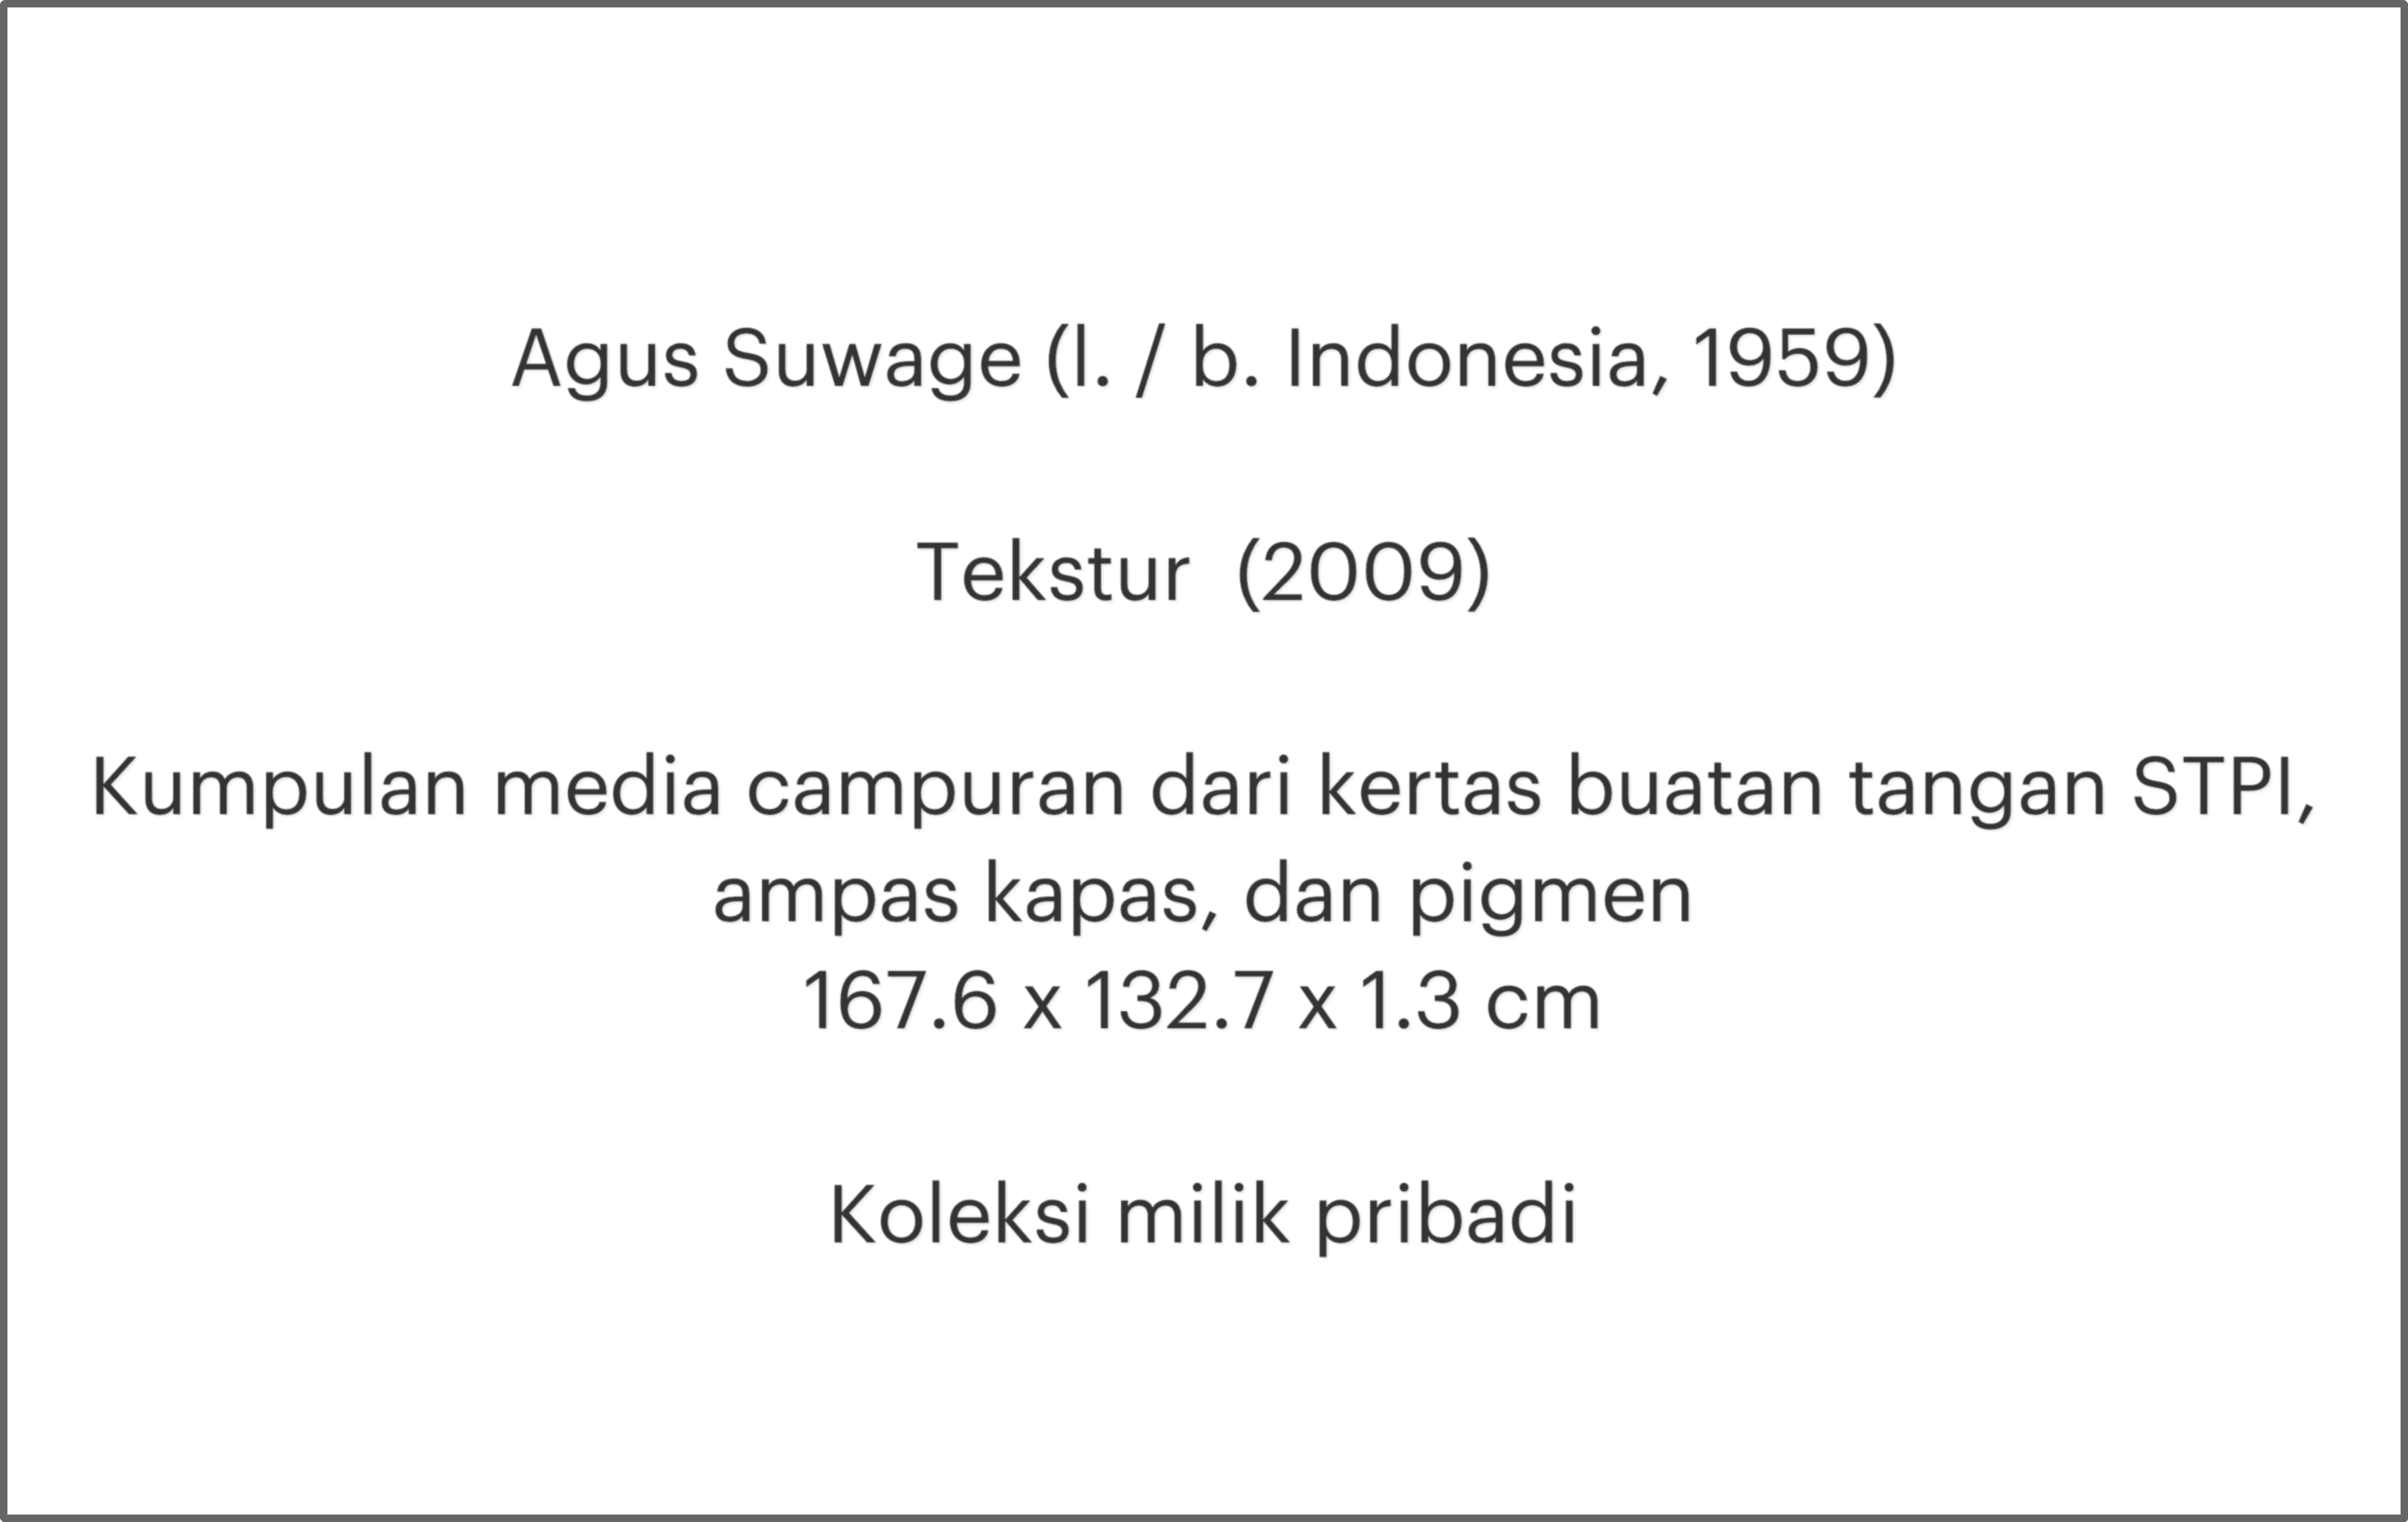 Agus Suwage (l. / b. Indonesia, 1959)
Tekstur  (2009)
Kumpulan media campuran dari kertas buatan tangan STPI,
ampas kapas, dan pigmen
167.6 x 132.7 x 1.3 cm
Koleksi milik pribadi